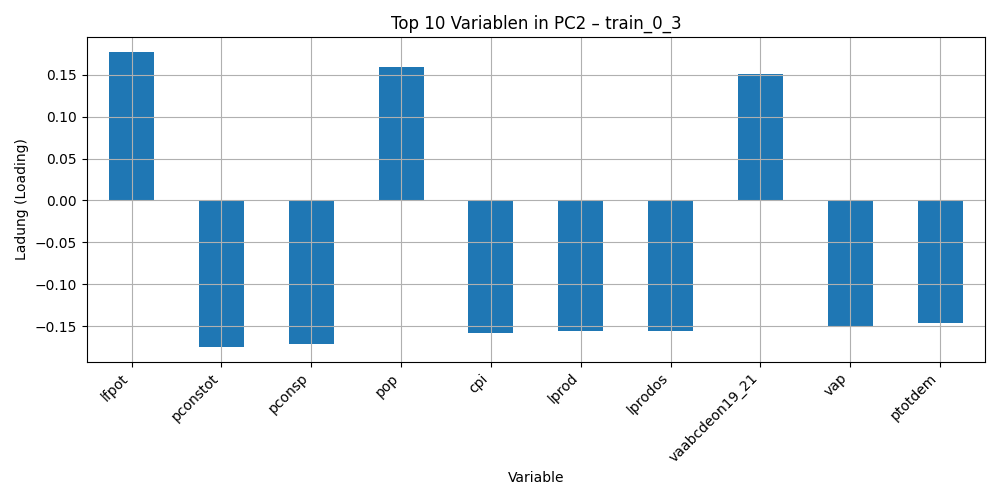 Top 10 Variablen in PC2 – train_0_3
Ladung (Loading)
0.15
0.10
0.05
0.00
−0.05
−0.10
−0.15
lfpot
pconstot
pconsp
pop
cpi
lprod
lprodos
vaabcdeon19_21
vap
ptotdem
Variable